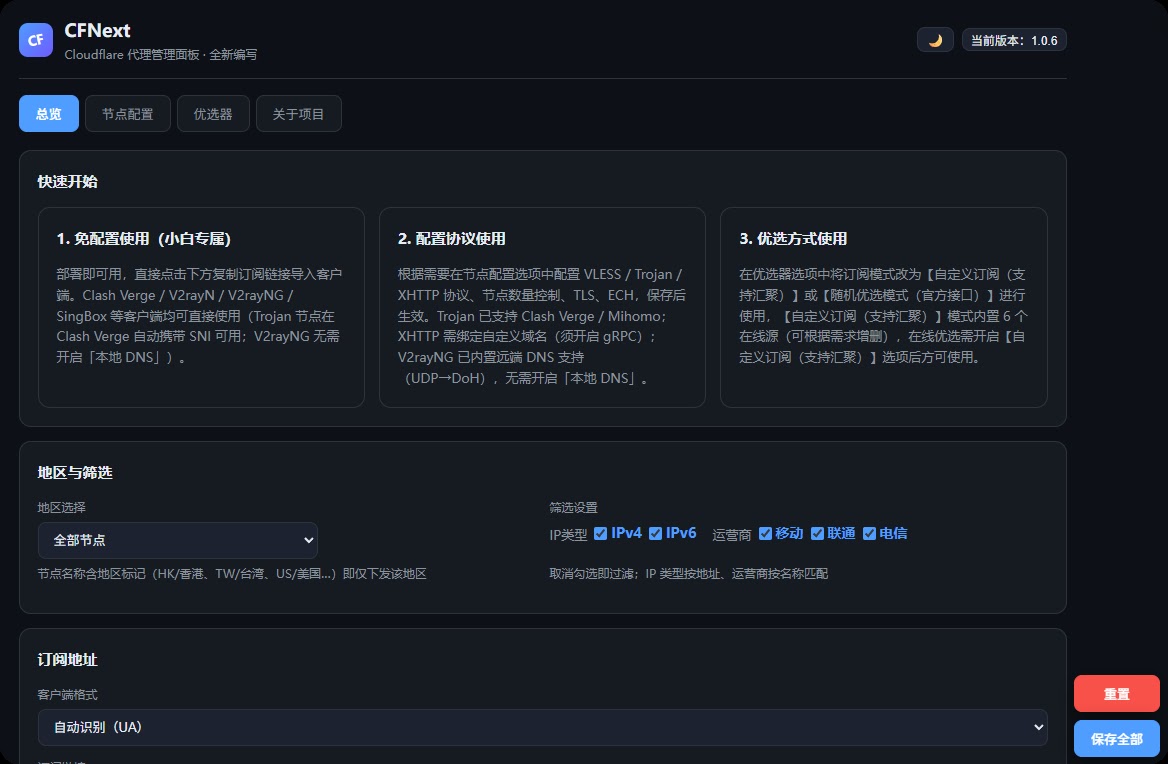 CF
CFNext
Cloudflare 代理管理面板 · 全新编写
当前版本：1.0.6
总览
节点配置
优选器
关于项目
快速开始
1. 免配置使用（小白专属）
部署即可用，直接点击下方复制订阅链接导入客户
端。Clash Verge / V2rayN / V2rayNG /
SingBox 等客户端均可直接使用（Trojan 节点在
Clash Verge 自动携带 SNI 可用；V2rayNG 无需
开启「本地 DNS」）。
2. 配置协议使用
根据需要在节点配置选项中配置 VLESS / Trojan /
XHTTP 协议、节点数量控制、TLS、ECH，保存后
生效。Trojan 已支持 Clash Verge / Mihomo；
XHTTP 需绑定自定义域名（须开启 gRPC）；
V2rayNG 已内置远端 DNS 支持
（UDP→DoH），无需开启「本地 DNS」。
3. 优选方式使用
在优选器选项中将订阅模式改为【自定义订阅（支
持汇聚）】或【随机优选模式（官方接口）】进行
使用，【自定义订阅（支持汇聚）】模式内置 6 个
在线源（可根据需求增删），在线优选需开启【自
定义订阅（支持汇聚）】选项后方可使用。
地区与筛选
地区选择
全部节点
节点名称含地区标记（HK/香港、TW/台湾、US/美国...）即仅下发该地区
筛选设置
IP类型 IPv4 IPv6 运营商 移动 联通 电信
取消勾选即过滤；IP 类型按地址、运营商按名称匹配
订阅地址
客户端格式
自动识别（UA）
重置
保存全部